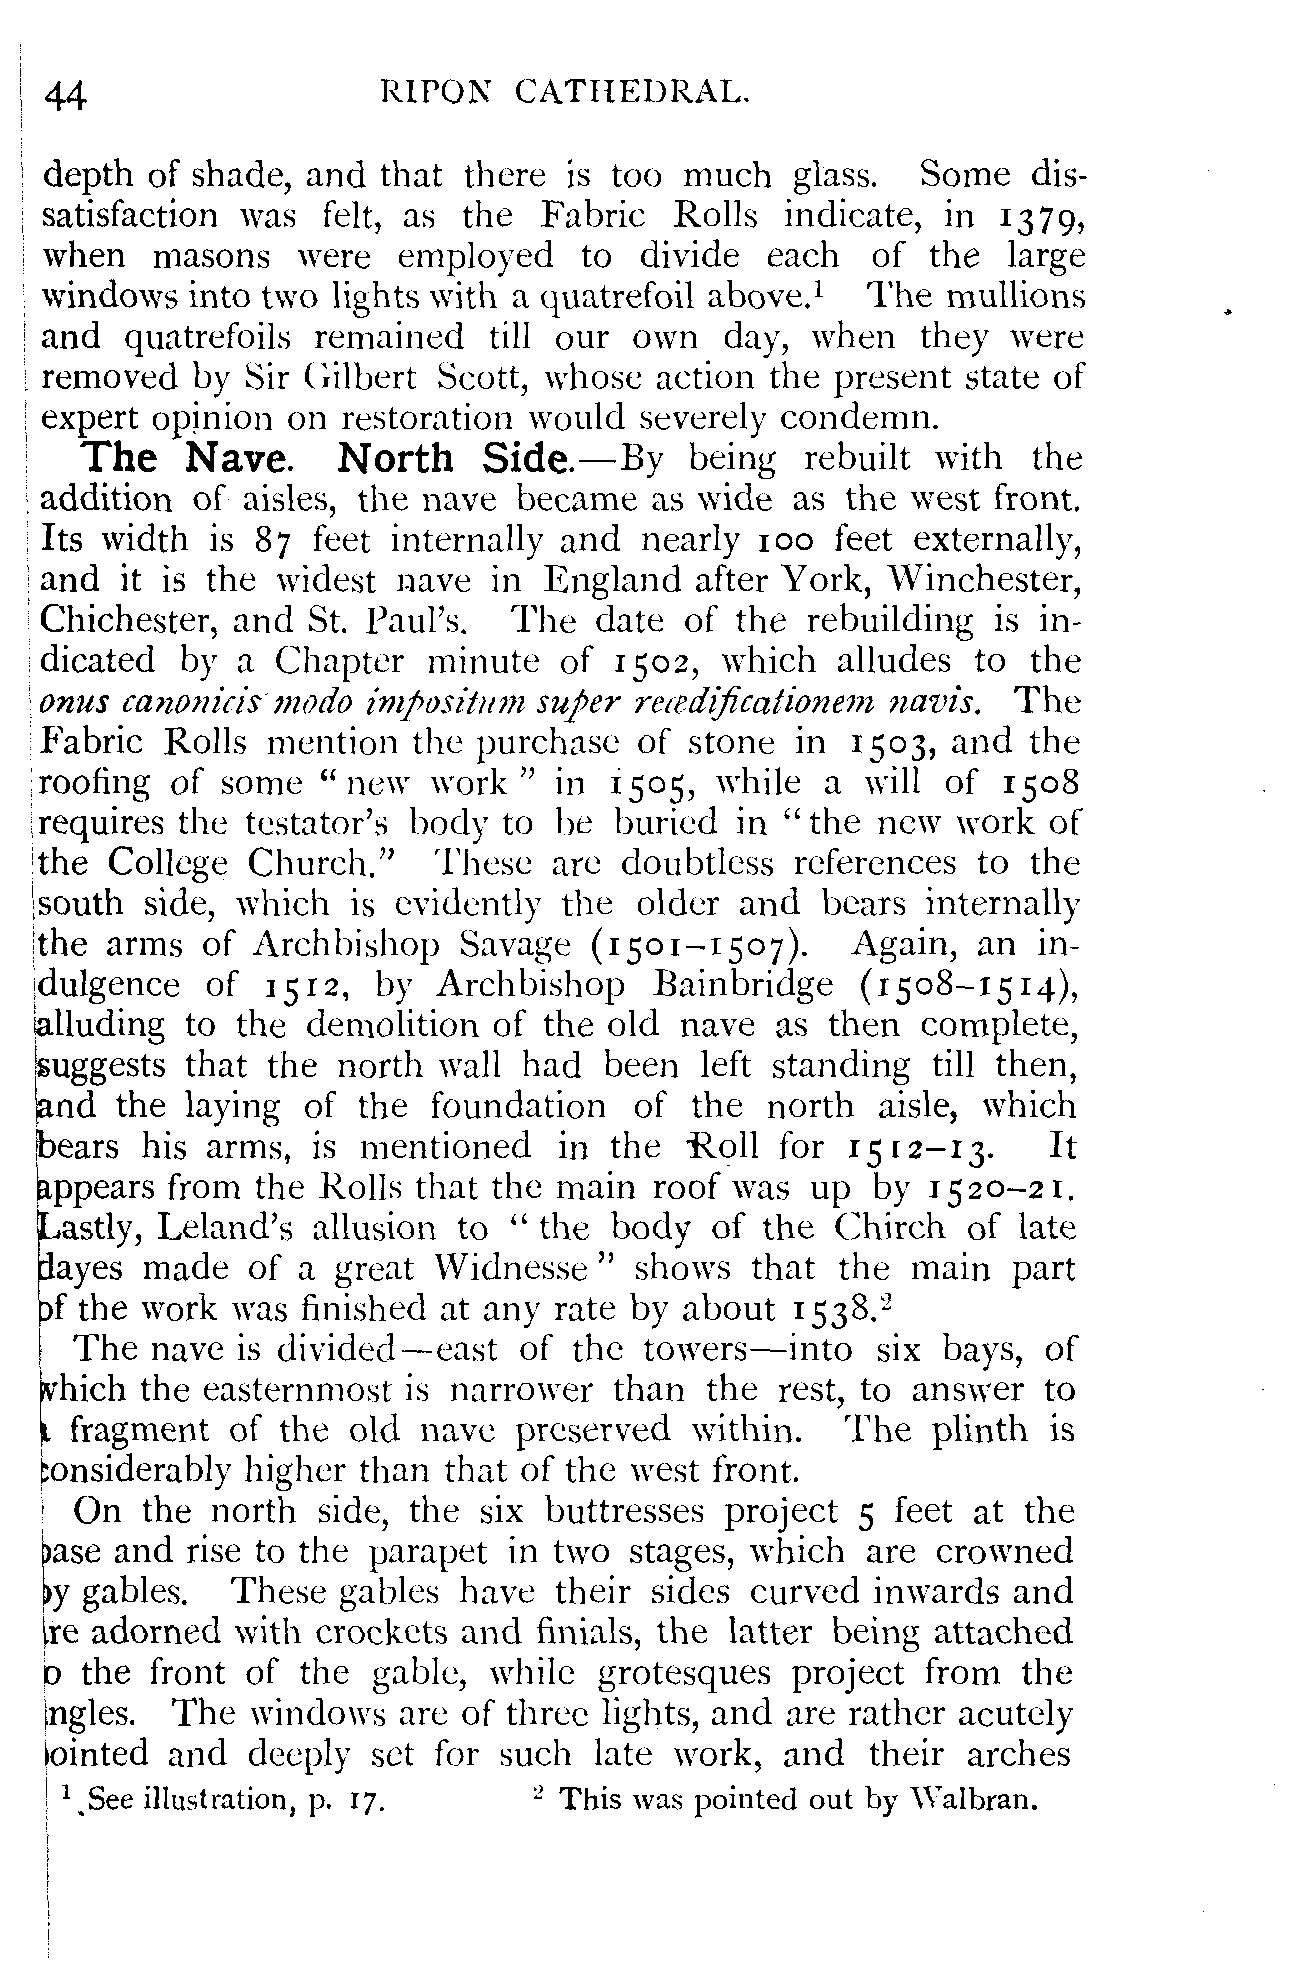 44 RIPON CATHEDRAL.
depth of shade, and that there is too much glass. Some dis-
satisfaction was felt, as the Fabric Rolls indicate, in 1379,
when masons were employed to divide each of the large
windows into two lights with a quatrefoil above.¹ The mullions
and quatrefoils remained till our own day, when they were
removed by Sir Gilbert Scott, whose action the present state of
expert opinion on restoration would severely condemn.
The Nave. North Side.—By being rebuilt with the
addition of aisles, the nave became as wide as the west front.
Its width is 87 feet internally and nearly 100 feet externally,
and it is the widest nave in England after York, Winchester,
Chichester, and St. Paul's. The date of the rebuilding is in-
dicated by a Chapter minute of 1502, which alludes to the
onus canonicis modo impositum super reædificationem navis. The
Fabric Rolls mention the purchase of stone in 1503, and the
roofing of some "new work" in 1505, while a will of 1508
requires the testator's body to be buried in "the new work of
the College Church." These are doubtless references to the
south side, which is evidently the older and bears internally
the arms of Archbishop Savage (1501–1507). Again, an in-
dulgence of 1512, by Archbishop Bainbridge (1508–1514),
alluding to the demolition of the old nave as then complete,
suggests that the north wall had been left standing till then,
and the laying of the foundation of the north aisle, which
bears his arms, is mentioned in the Roll for 1512–13. It
appears from the Rolls that the main roof was up by 1520–21.
Lastly, Leland's allusion to "the body of the Chirch of late
dayes made of a great Widnesse" shows that the main part
of the work was finished at any rate by about 1538.²
The nave is divided—east of the towers—into six bays, of
which the easternmost is narrower than the rest, to answer to
a fragment of the old nave preserved within. The plinth is
considerably higher than that of the west front.
On the north side, the six buttresses project 5 feet at the
base and rise to the parapet in two stages, which are crowned
by gables. These gables have their sides curved inwards and
are adorned with crockets and finials, the latter being attached
to the front of the gable, while grotesques project from the
angles. The windows are of three lights, and are rather acutely
pointed and deeply set for such late work, and their arches
¹ See illustration, p. 17. ² This was pointed out by Walbran.